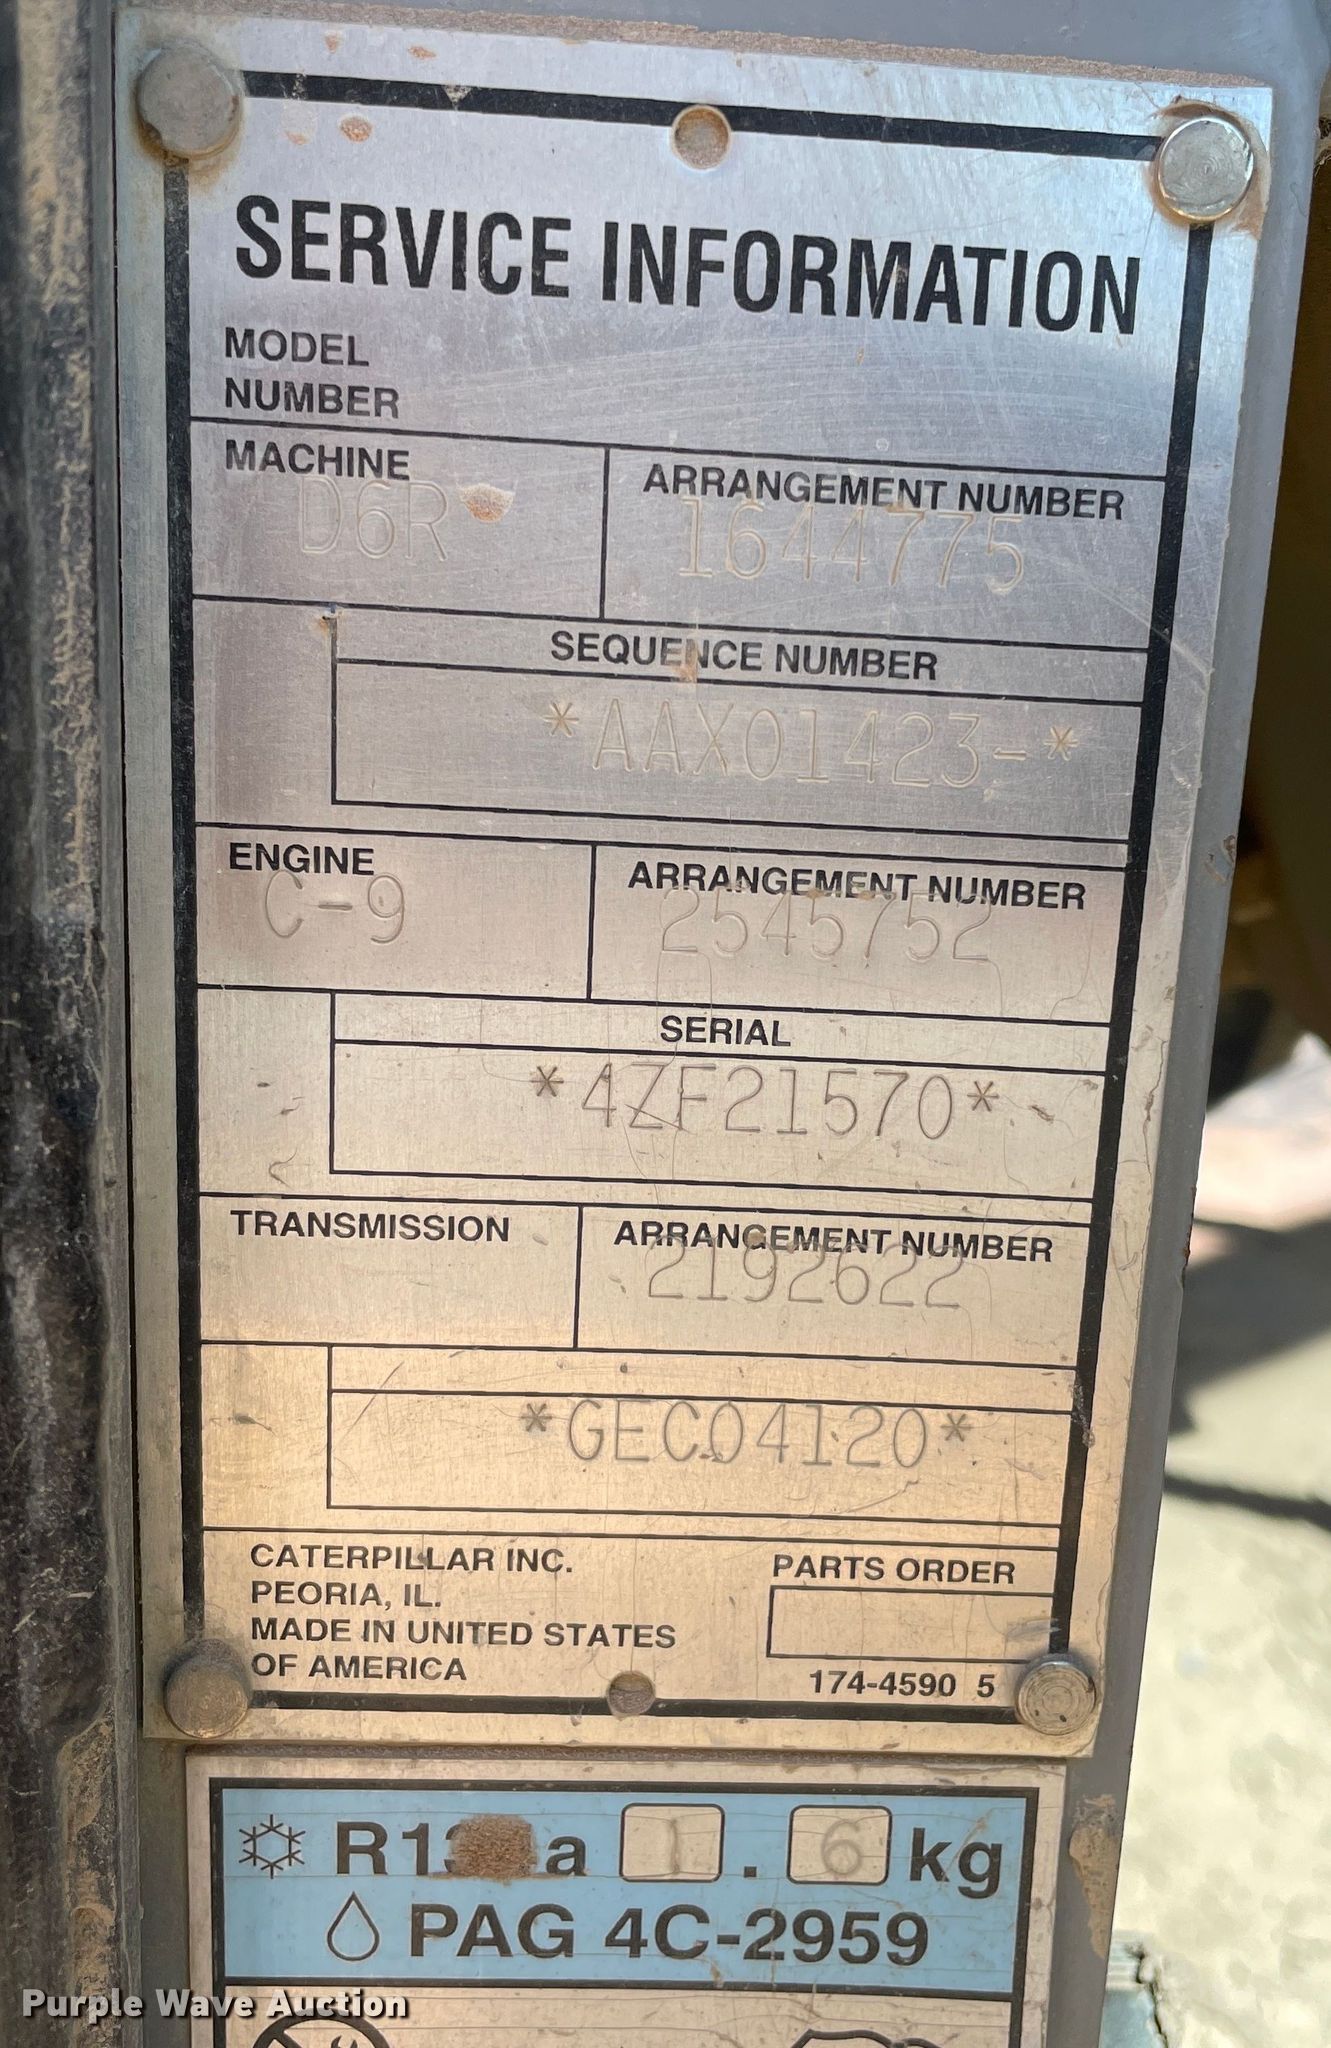 SERVICE INFORMATION
MODEL
NUMBER
MACHINE
D6R
ARRANGEMENT NUMBER
1644775
SEQUENCE NUMBER
*AAX01423-*
ENGINE
C-9
ARRANGEMENT NUMBER
2545752
SERIAL
*4ZF21570*
TRANSMISSION
ARRANGEMENT NUMBER
2192622
*GEC04120*
CATERPILLAR INC.
PEORIA, IL.
MADE IN UNITED STATES
OF AMERICA
PARTS ORDER
174-4590 5
1 . 6 kg
PAG 4C-2959
Purple Wave Auction